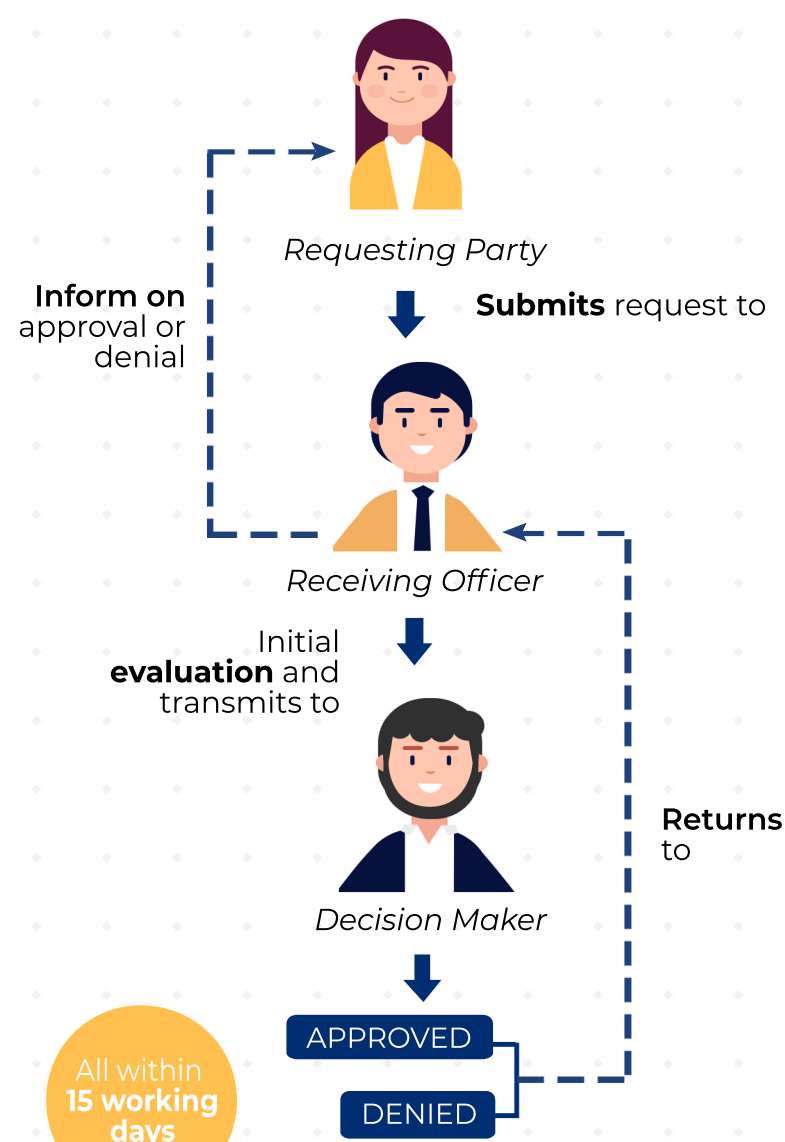 Requesting Party
Submits request to
Inform on
approval or
denial
Receiving Officer
Initial
evaluation and
transmits to
Decision Maker
Returns
to
APPROVED
DENIED
All within
15 working
days